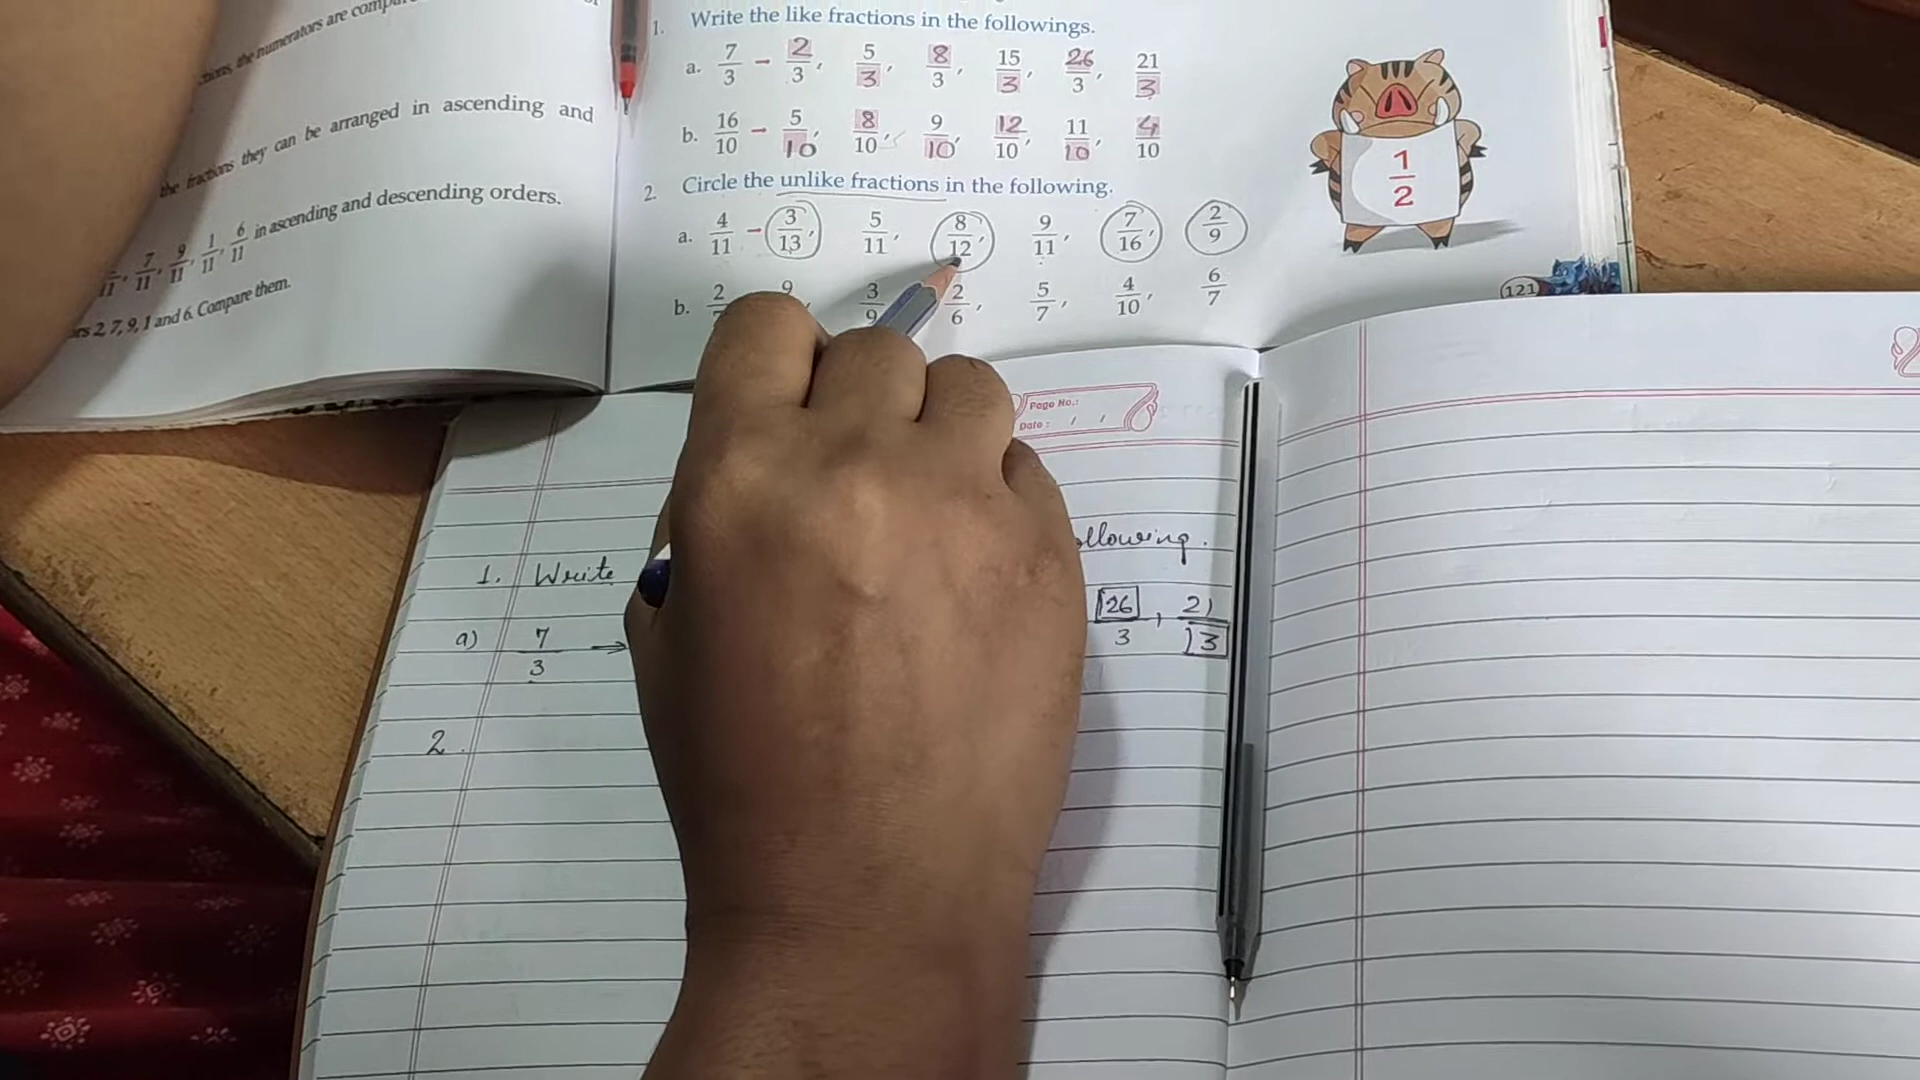 the numerators are
the fractions they can be arranged in ascending and
7/11, 9/11, 1/11, 6/11 in ascending and descending orders.
2, 7, 9, 1 and 6. Compare them.
1. Write the like fractions in the followings.
a. 7/3 – 2/3, 5/3, 8/3, 15/3, 26/3, 21/3
b. 16/10 – 5/10, 8/10, 9/10, 12/10, 11/10, 4/10
2. Circle the unlike fractions in the following.
a. 4/11 – 3/13, 5/11, 8/12, 9/11, 7/16, 2/9
b. 2 9 3/9 2/6, 5/7, 4/10, 6/7
1/2
121
Page No.:
Date : / /
1. Write ollowing.
a) 7/3 → 26/3, 21/3
2.